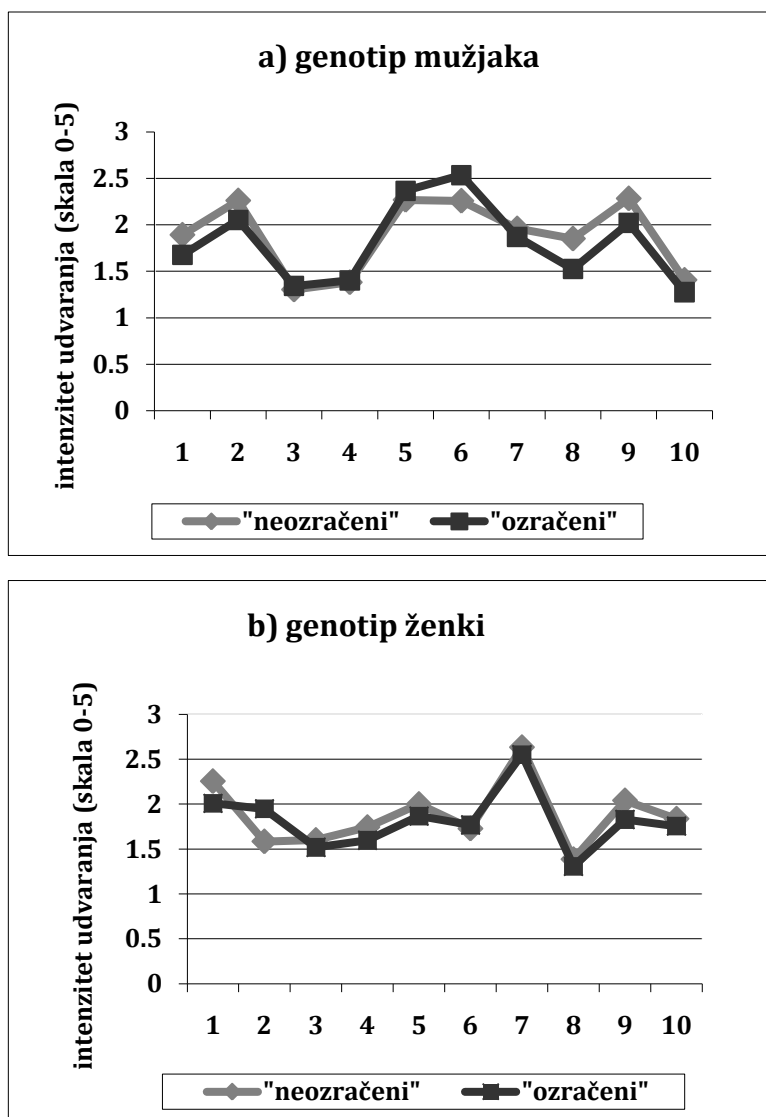 a) genotip mužjaka
intenzitet udvaranja (skala 0-5)
3
2.5
2
1.5
1
0.5
0
1 2 3 4 5 6 7 8 9 10
"neozračeni" "ozračeni"
b) genotip ženki
intenzitet udvaranja (skala 0-5)
3
2.5
2
1.5
1
0.5
0
1 2 3 4 5 6 7 8 9 10
"neozračeni" "ozračeni"